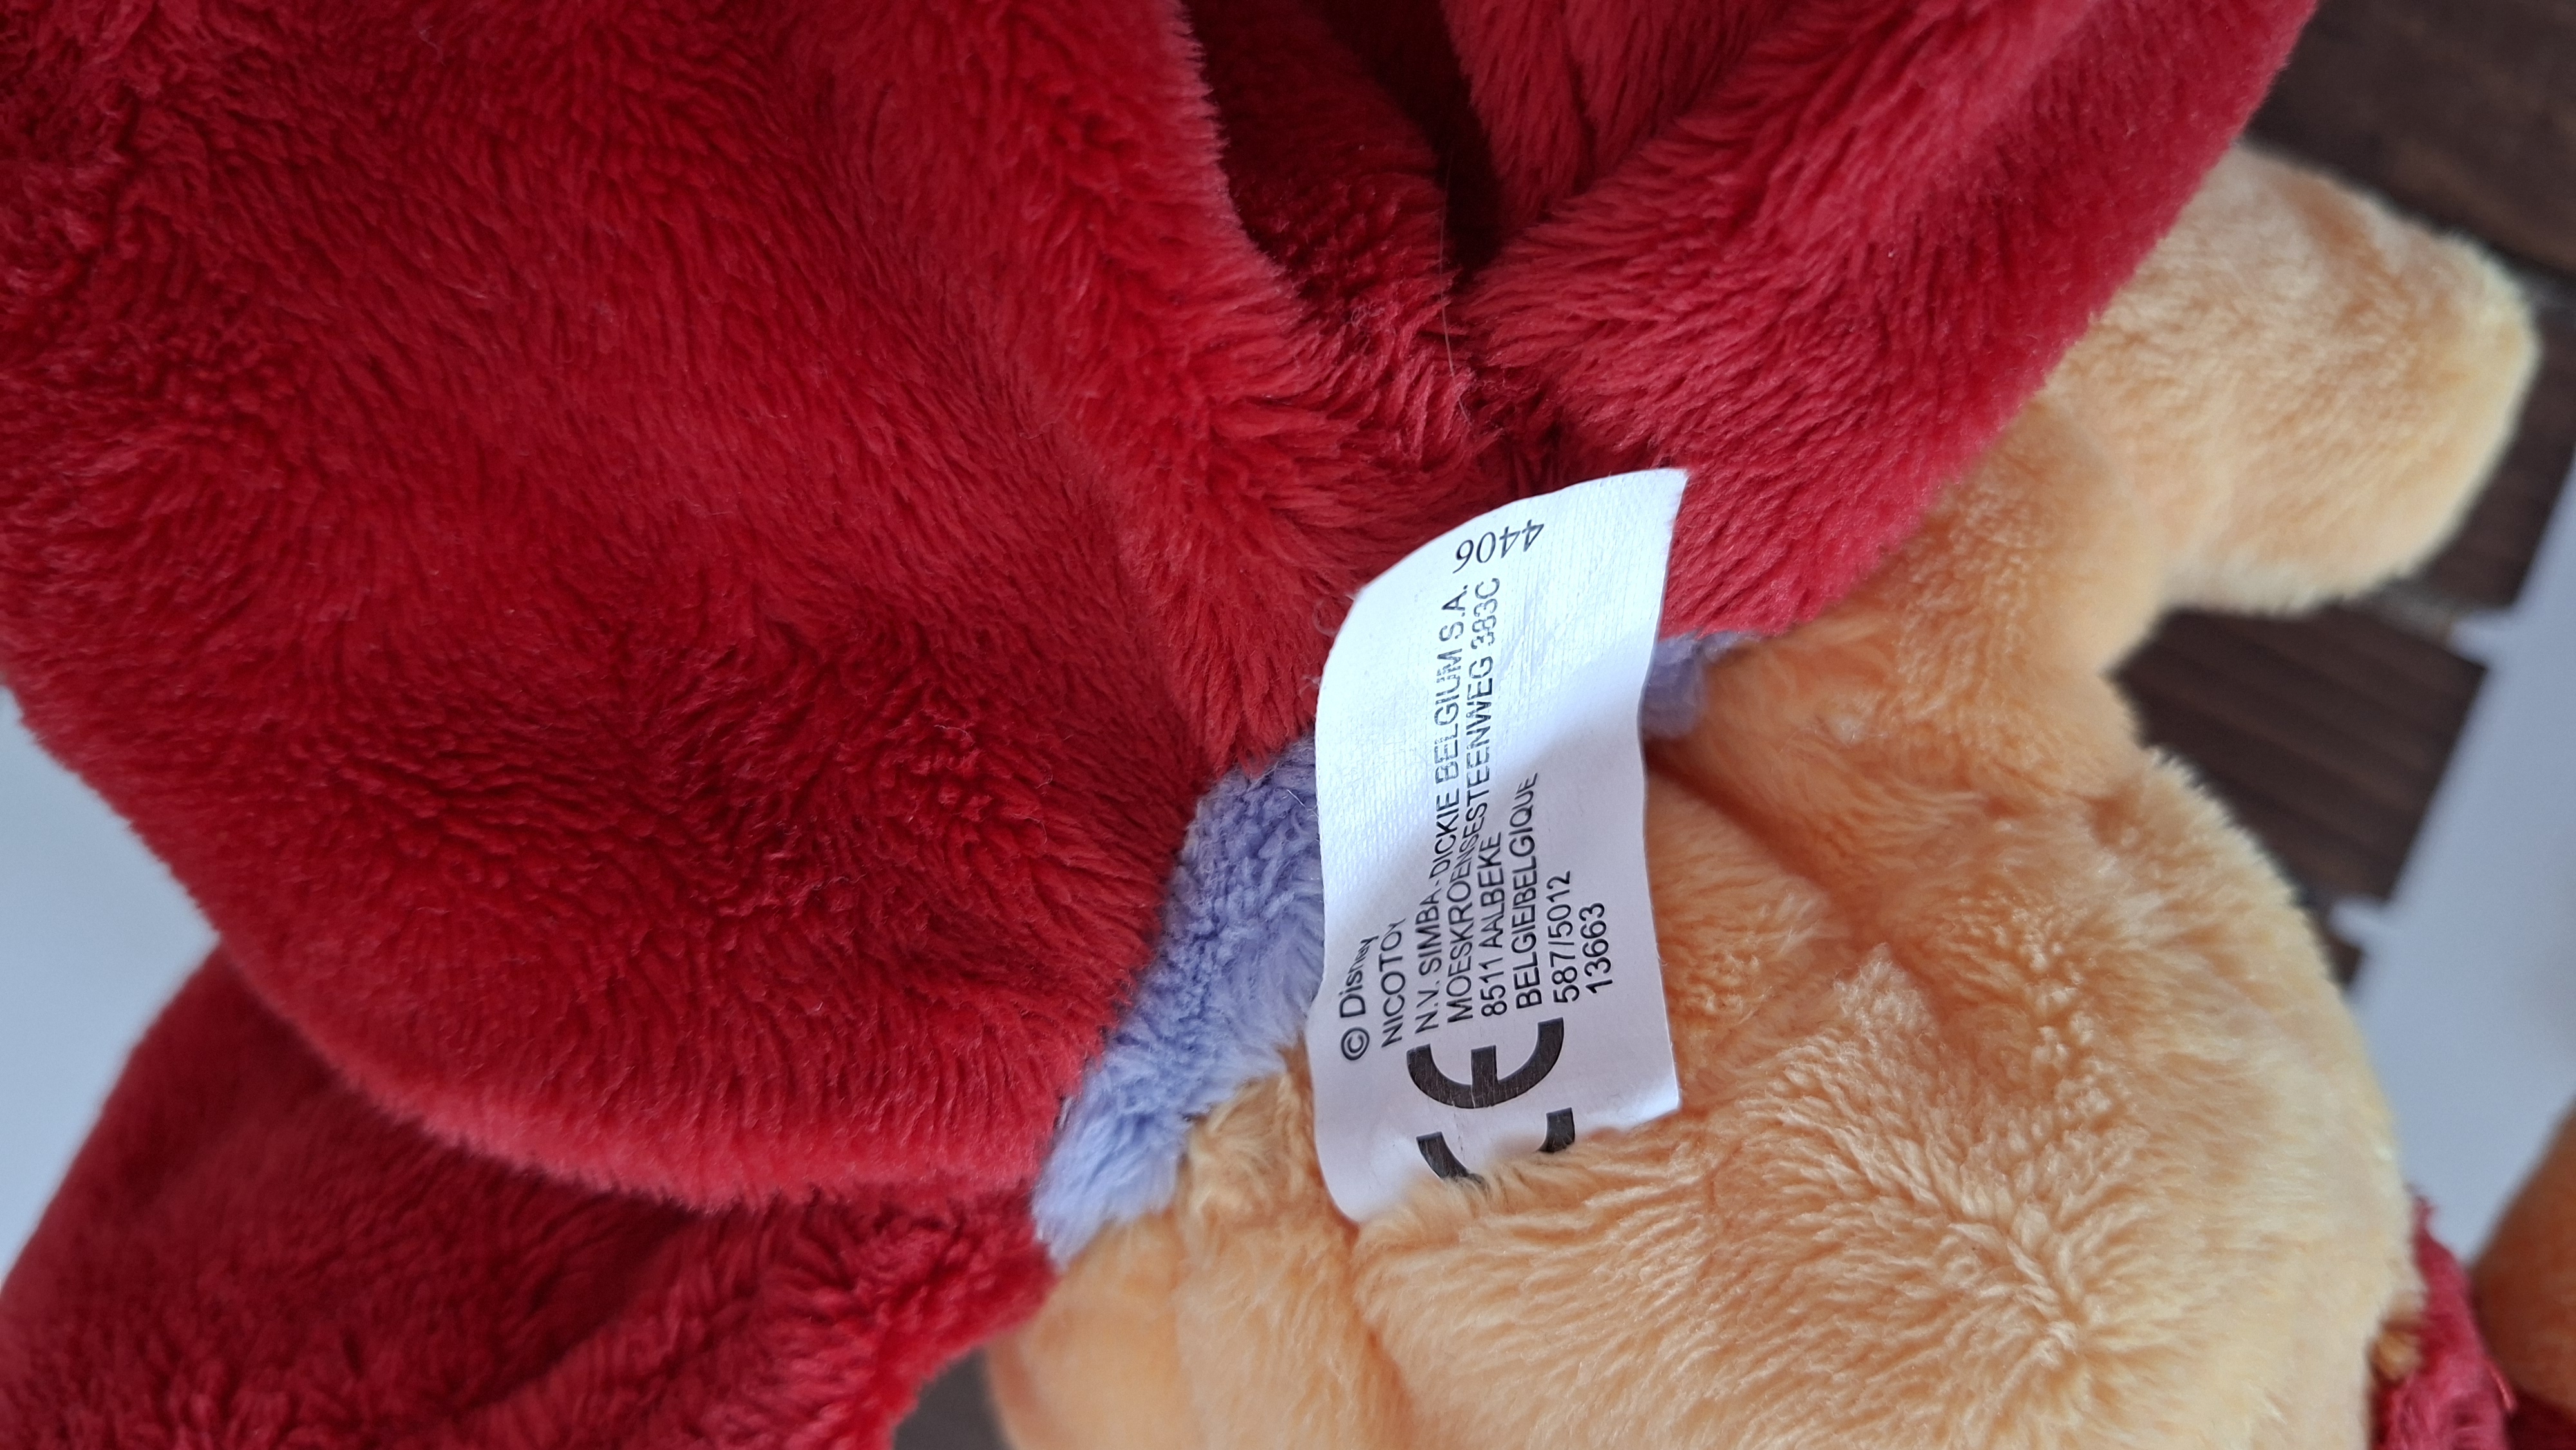 © Disney
NICOTOY
N.V. SIMBA-DICKIE BELGIUM S.A.
MOESKROENSESTEENWEG 383C
8511 AALBEKE
BELGIE/BELGIQUE
587/5012
13663
CE
4406